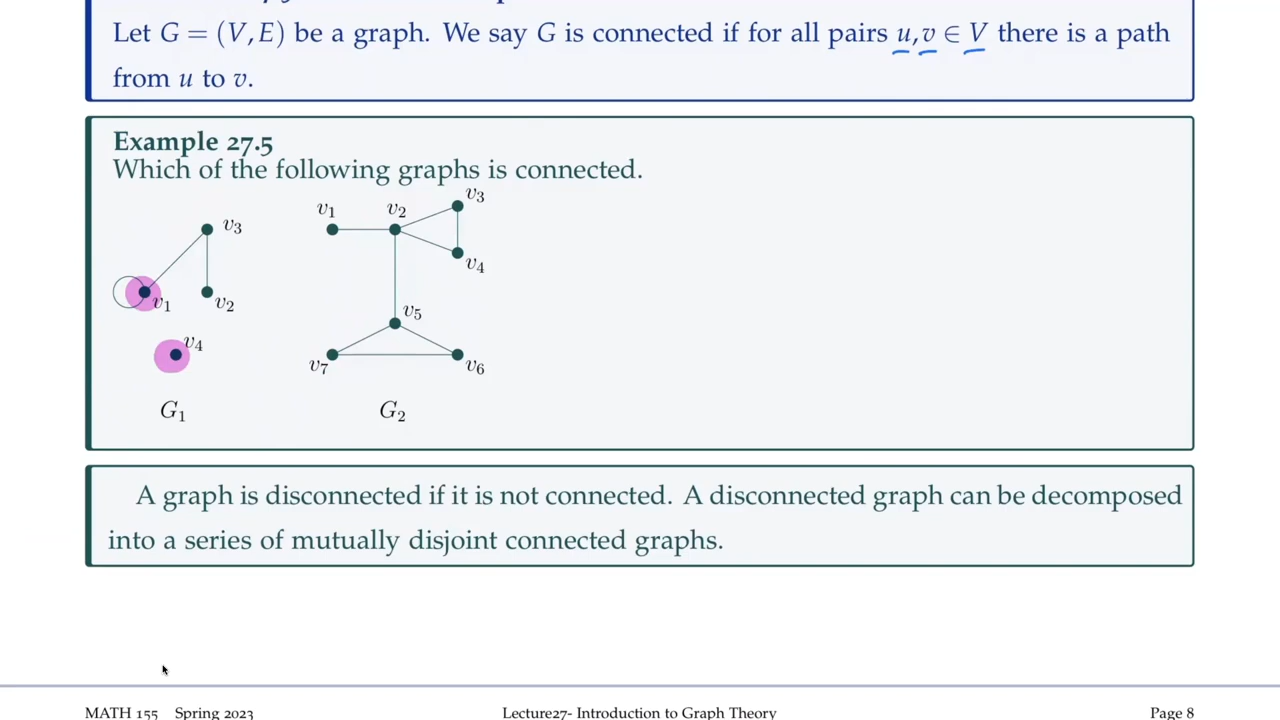 Let G = (V, E) be a graph. We say G is connected if for all pairs u,v ∈ V there is a path
from u to v.
Example 27.5
Which of the following graphs is connected.
v3
v1
v2
v4
G1
v1
v2
v3
v4
v5
v7
v6
G2
A graph is disconnected if it is not connected. A disconnected graph can be decomposed
into a series of mutually disjoint connected graphs.
MATH 155 Spring 2023 Lecture27- Introduction to Graph Theory Page 8